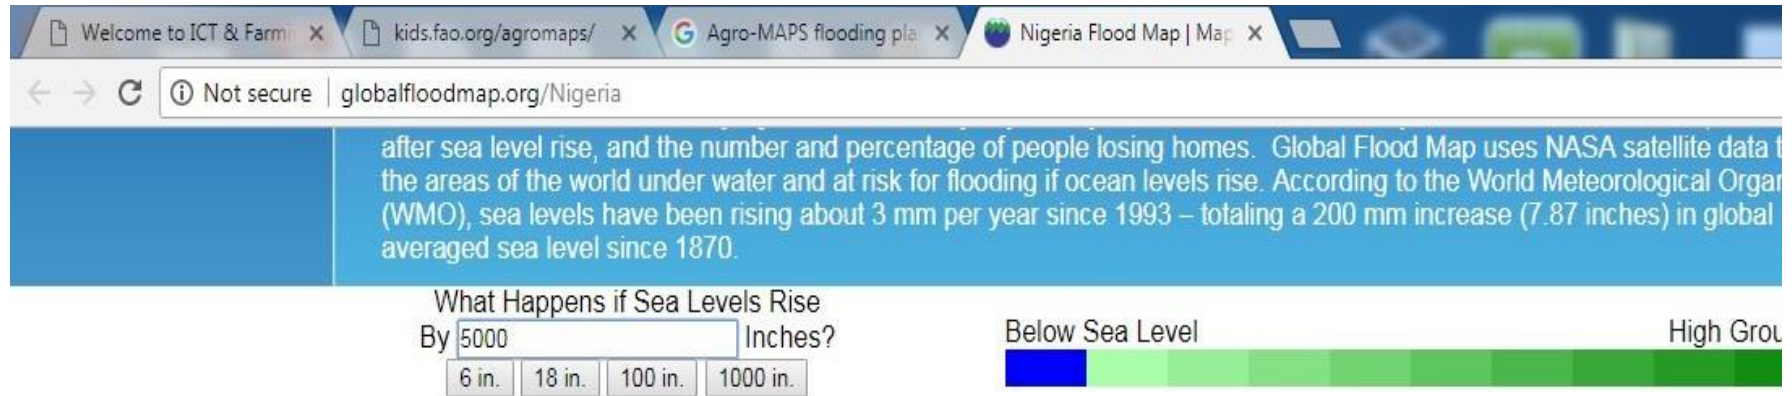 Welcome to ICT & Farmi
kids.fao.org/agromaps/
Agro-MAPS flooding pla
Nigeria Flood Map | Map
Not secure | globalfloodmap.org/Nigeria
after sea level rise, and the number and percentage of people losing homes. Global Flood Map uses NASA satellite data t
the areas of the world under water and at risk for flooding if ocean levels rise. According to the World Meteorological Organ
(WMO), sea levels have been rising about 3 mm per year since 1993 – totaling a 200 mm increase (7.87 inches) in global
averaged sea level since 1870.
What Happens if Sea Levels Rise
By 5000 Inches?
6 in. 18 in. 100 in. 1000 in.
Below Sea Level High Grou